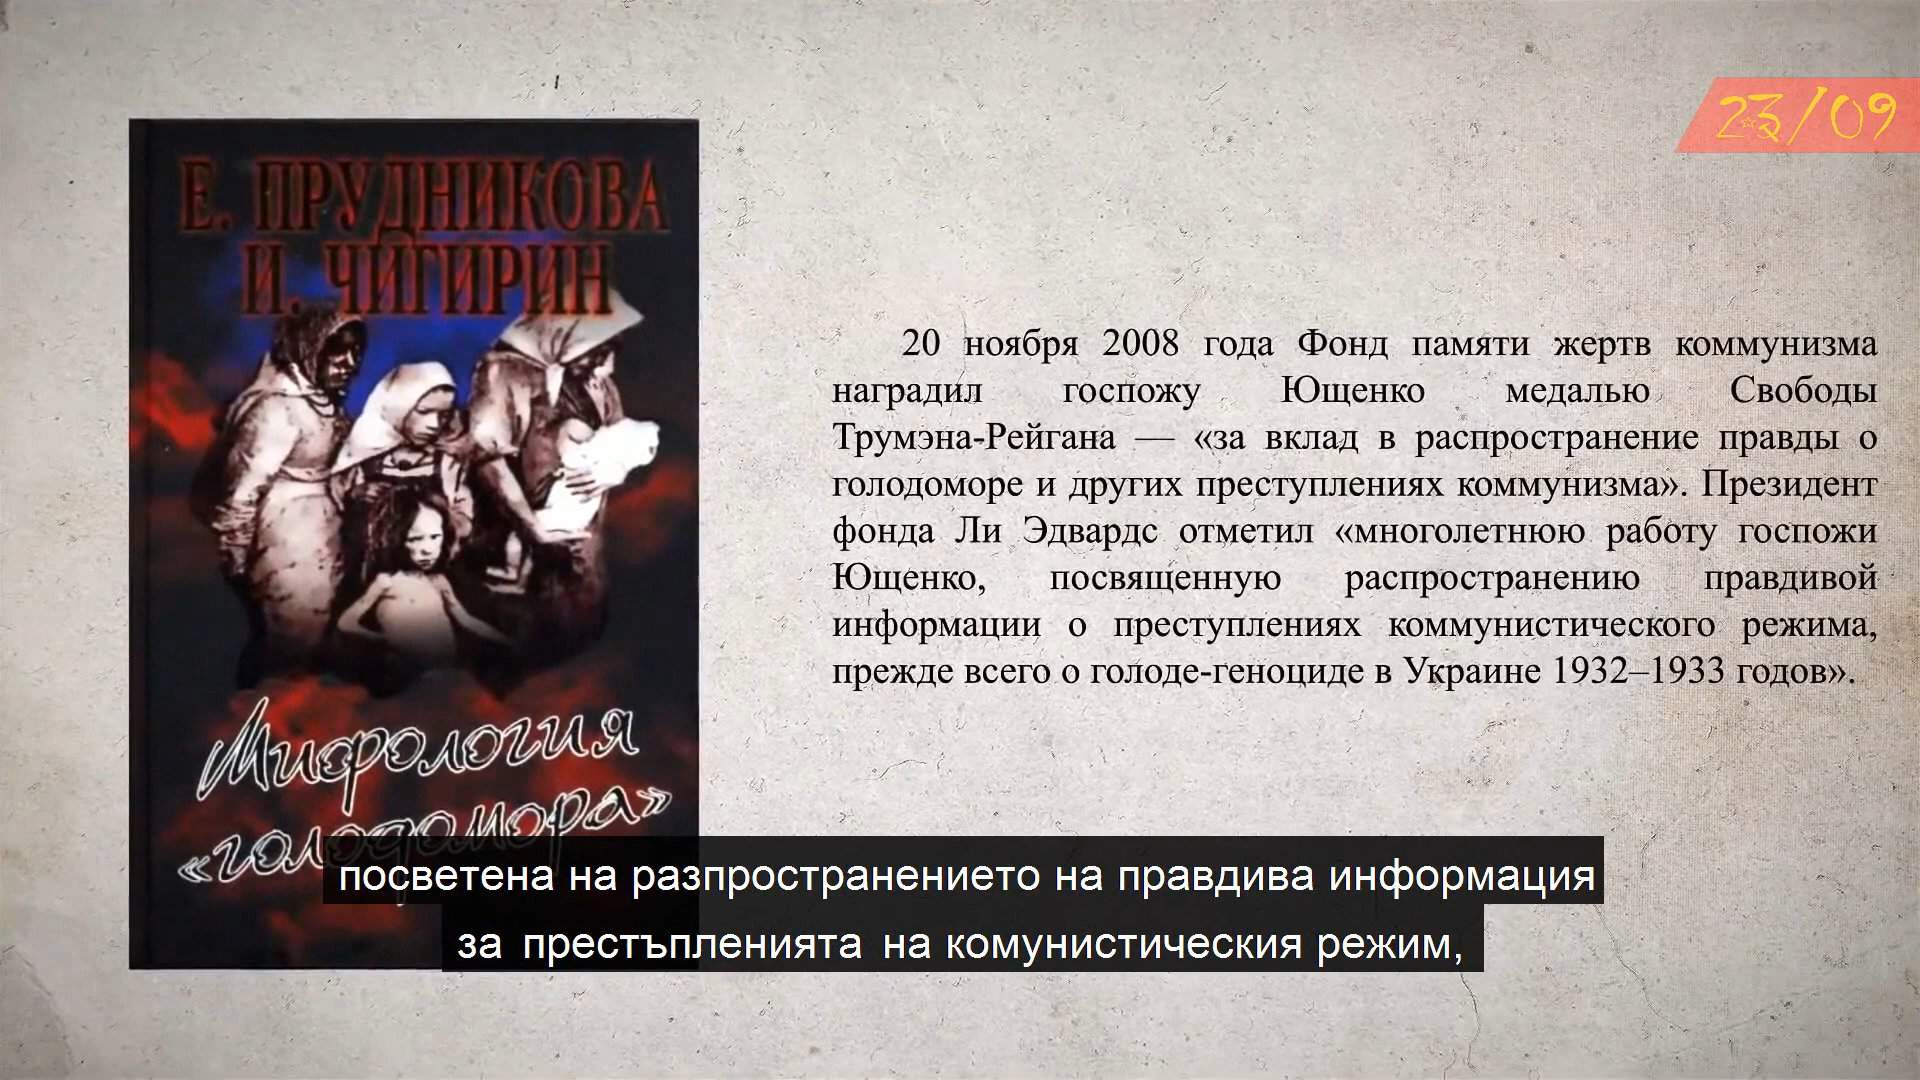 23/09
Е. ПРУДНИКОВА
И. ЧИГИРИН
Мифология
«голодомора»
20 ноября 2008 года Фонд памяти жертв коммунизма
наградил госпожу Ющенко медалью Свободы
Трумэна-Рейгана — «за вклад в распространение правды о
голодоморе и других преступлениях коммунизма». Президент
фонда Ли Эдвардс отметил «многолетнюю работу госпожи
Ющенко, посвященную распространению правдивой
информации о преступлениях коммунистического режима,
прежде всего о голоде-геноциде в Украине 1932–1933 годов».
посветена на разпространението на правдива информация
за престъпленията на комунистическия режим,